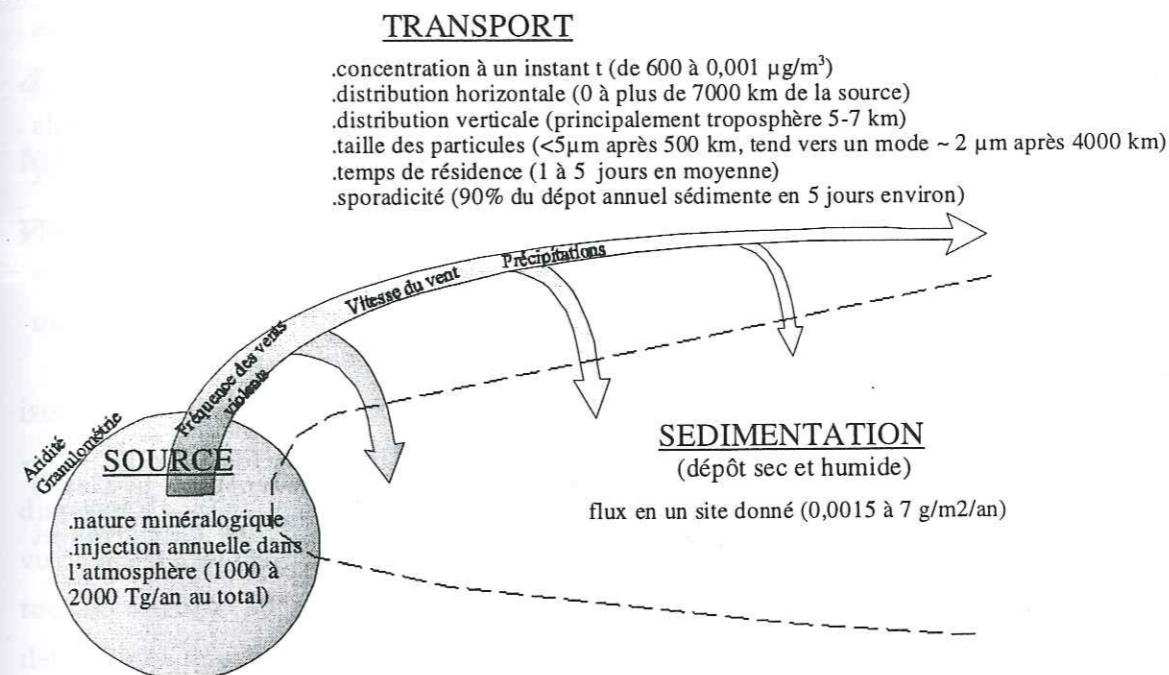 TRANSPORT
.concentration à un instant t (de 600 à 0,001 µg/m³)
.distribution horizontale (0 à plus de 7000 km de la source)
.distribution verticale (principalement troposphère 5-7 km)
.taille des particules (<5µm après 500 km, tend vers un mode ~ 2 µm après 4000 km)
.temps de résidence (1 à 5 jours en moyenne)
.sporadicité (90% du dépot annuel sédimente en 5 jours environ)
Précipitations
Vitesse du vent
Fréquence des vents
violents
Aridité
Granulométrie
SOURCE
.nature minéralogique
.injection annuelle dans
l'atmosphère (1000 à
2000 Tg/an au total)
SEDIMENTATION
(dépôt sec et humide)
flux en un site donné (0,0015 à 7 g/m2/an)